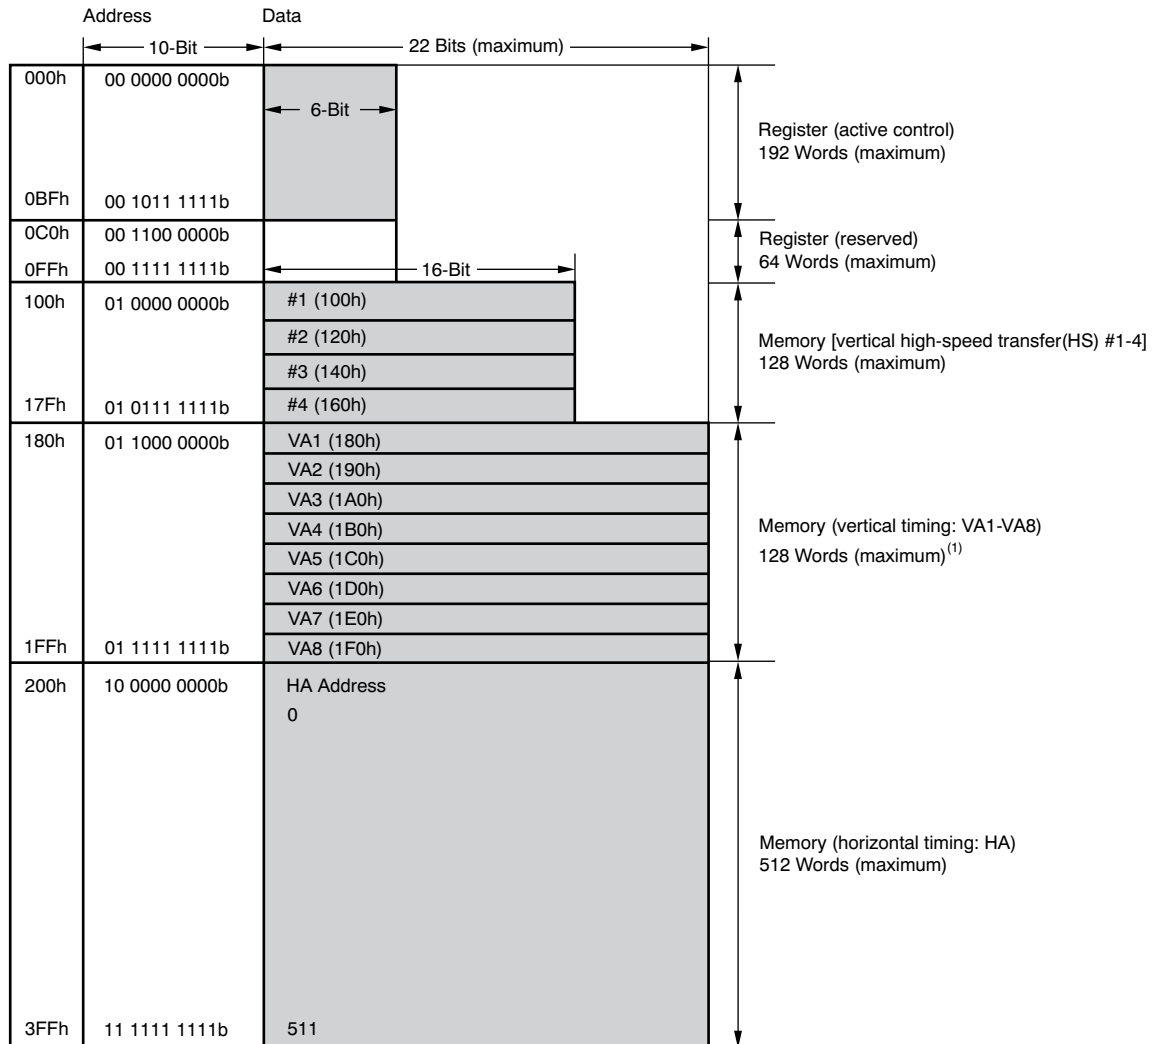 Address Data
10-Bit 22 Bits (maximum)
000h 00 0000 0000b
6-Bit
Register (active control)
192 Words (maximum)
0BFh 00 1011 1111b
0C0h 00 1100 0000b
Register (reserved)
64 Words (maximum)
0FFh 00 1111 1111b
16-Bit
100h 01 0000 0000b #1 (100h)
#2 (120h)
Memory [vertical high-speed transfer(HS) #1-4]
128 Words (maximum)
#3 (140h)
17Fh 01 0111 1111b #4 (160h)
180h 01 1000 0000b VA1 (180h)
VA2 (190h)
VA3 (1A0h)
VA4 (1B0h)
Memory (vertical timing: VA1-VA8)
128 Words (maximum)(1)
VA5 (1C0h)
VA6 (1D0h)
VA7 (1E0h)
1FFh 01 1111 1111b VA8 (1F0h)
200h 10 0000 0000b HA Address
0
Memory (horizontal timing: HA)
512 Words (maximum)
3FFh 11 1111 1111b 511